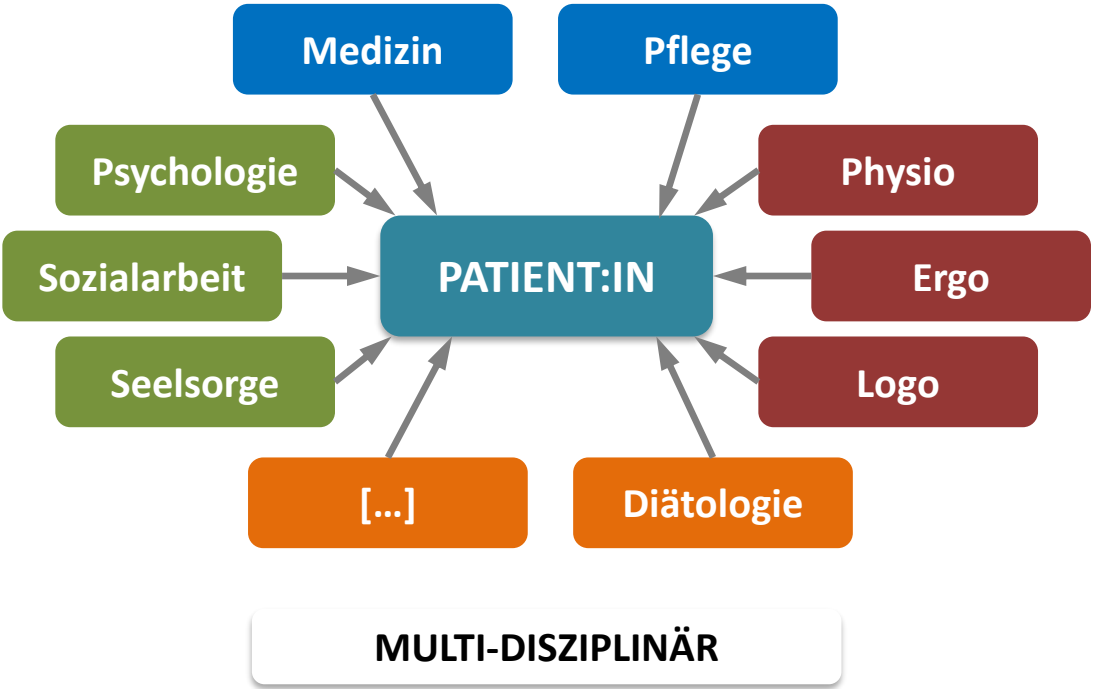 Medizin
Pflege
Psychologie
Physio
Sozialarbeit
PATIENT:IN
Ergo
Seelsorge
Logo
[...]
Diätologie
MULTI-DISZIPLINÄR